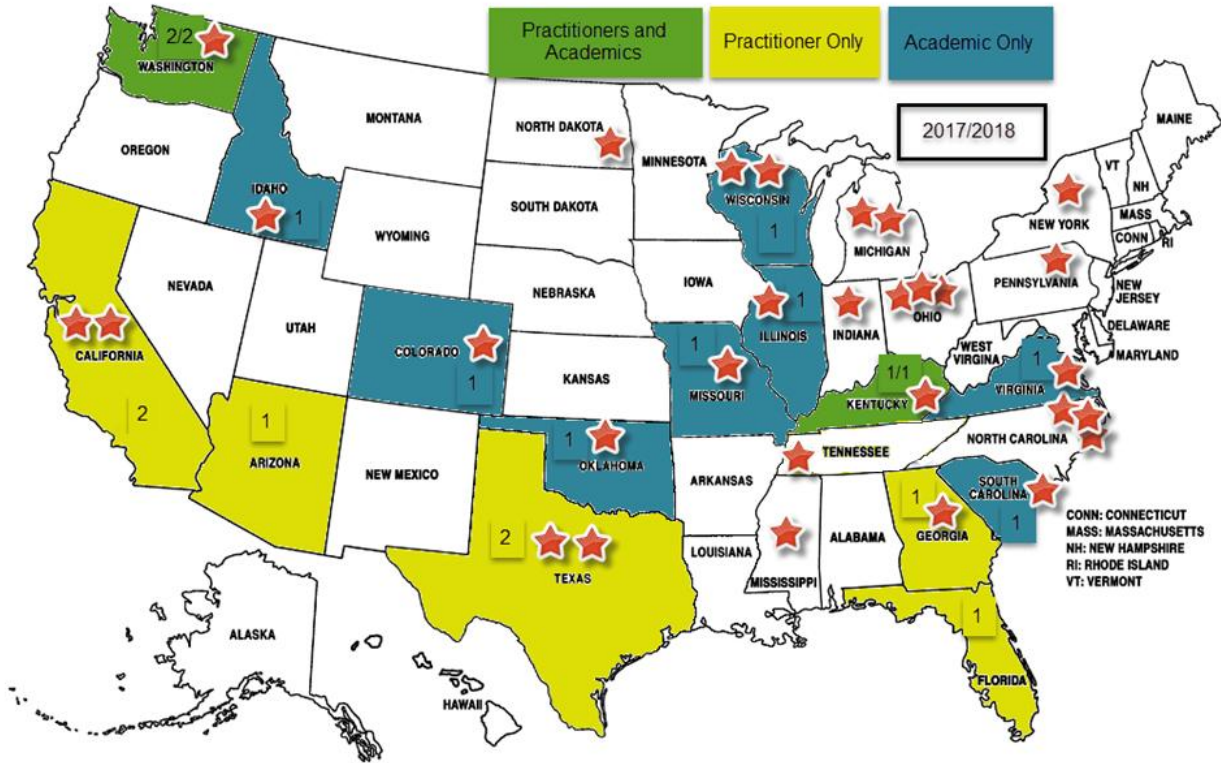 Practitioners and
Academics
Practitioner Only
Academic Only
2017/2018
2/2
WASHINGTON
MONTANA
NORTH DAKOTA
MINNESOTA
MAINE
OREGON
IDAHO
1
SOUTH DAKOTA
WISCONSIN
1
MICHIGAN
VT
NH
NEW YORK
MASS
CONN
RI
WYOMING
IOWA
NEBRASKA
PENNSYLVANIA
NEW
JERSEY
NEVADA
UTAH
COLORADO
1
KANSAS
1
MISSOURI
1
ILLINOIS
INDIANA
OHIO
WEST
VIRGINIA
DELAWARE
MARYLAND
CALIFORNIA
2
1/1
KENTUCKY
1
VIRGINIA
1
ARIZONA
NEW MEXICO
1
OKLAHOMA
ARKANSAS
TENNESSEE
NORTH CAROLINA
SOUTH
CAROLINA
1
2
TEXAS
LOUISIANA
MISSISSIPPI
ALABAMA
1
GEORGIA
CONN: CONNECTICUT
MASS: MASSACHUSETTS
NH: NEW HAMPSHIRE
RI: RHODE ISLAND
VT: VERMONT
1
FLORIDA
ALASKA
HAWAII